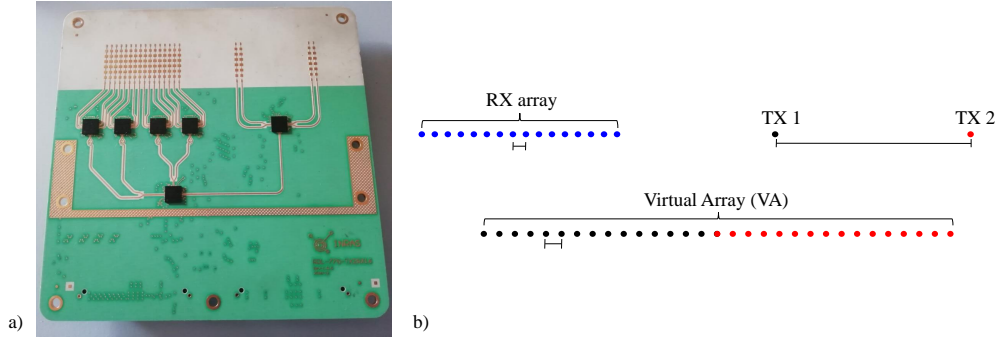 RX array
TX 1
TX 2
Virtual Array (VA)
a)
b)